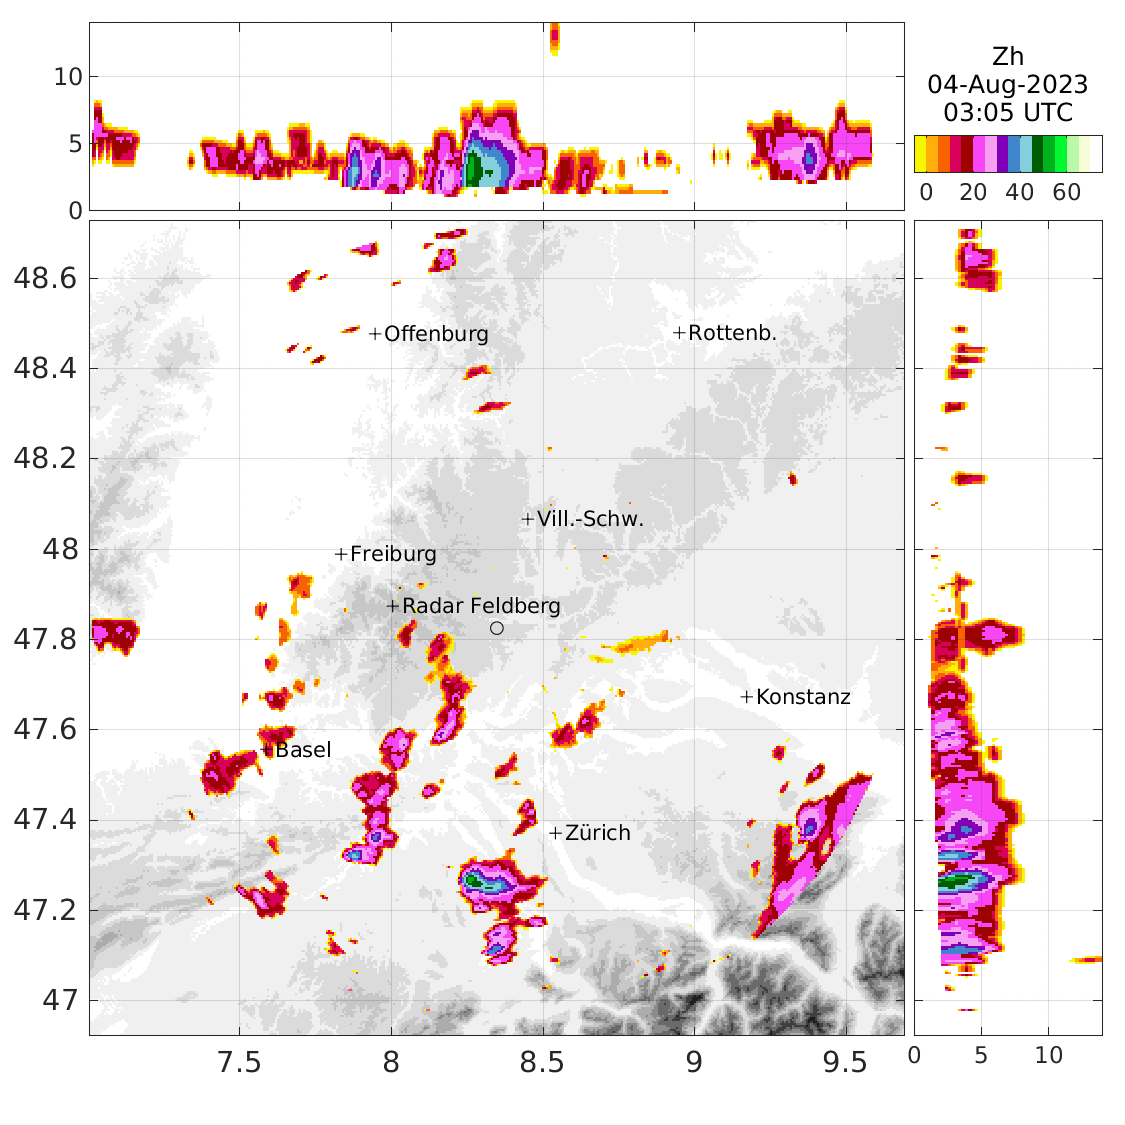 Zh
04-Aug-2023
03:05 UTC
0 20 40 60
10
5
0
48.6
48.4
48.2
48
47.8
47.6
47.4
47.2
47
+Offenburg
+Rottenb.
+Vill.-Schw.
+Freiburg
+Radar Feldberg
+Konstanz
+Basel
+Zürich
7.5 8 8.5 9 9.5
0 5 10